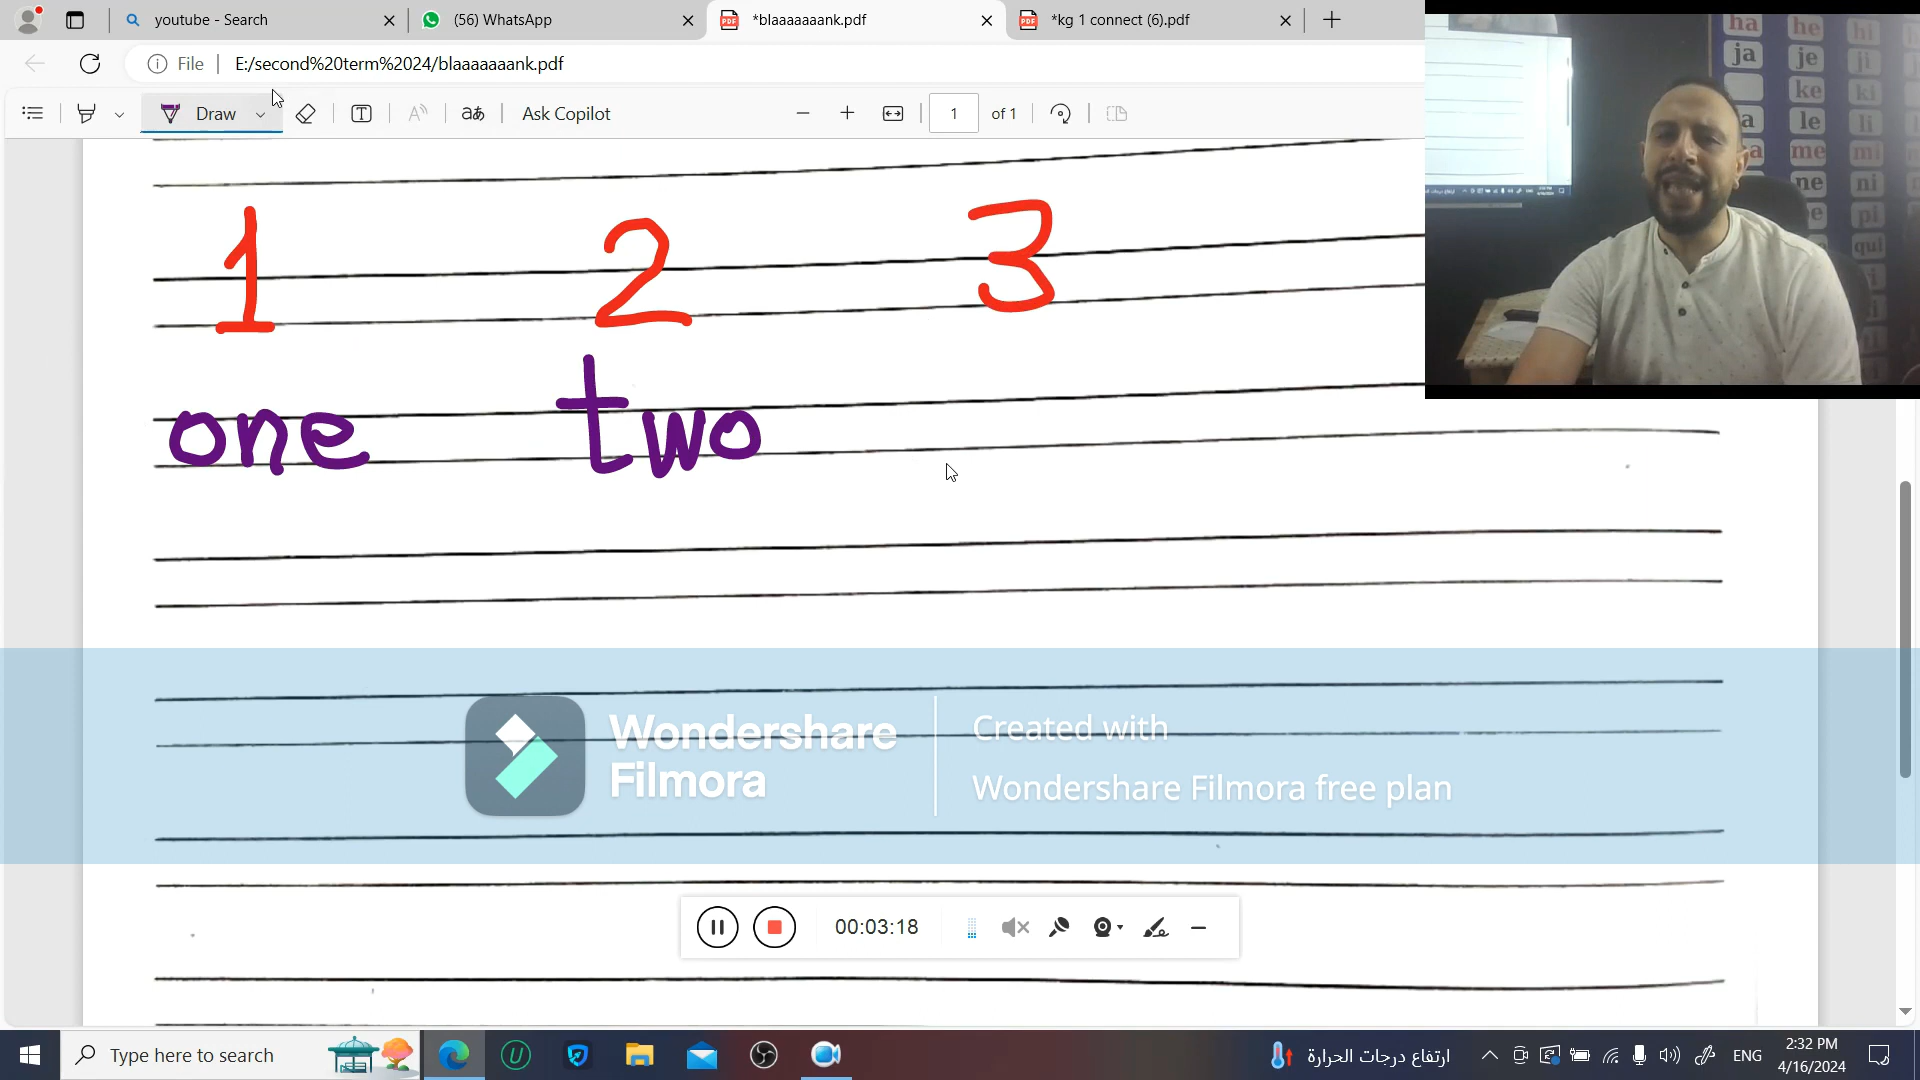 youtube - Search
(56) WhatsApp
*blaaaaaaank.pdf
*kg 1 connect (6).pdf
File
E:/second%20term%2024/blaaaaaaank.pdf
Draw
aあ
Ask Copilot
1
of 1
ha he hi
ja je ji
ke ki
le li
me mi
ne ni
pi
qui
1 2 3
one two
Wondershare
Filmora
Created with
Wondershare Filmora free plan
00:03:18
Type here to search
ارتفاع درجات الحرارة
ENG
2:32 PM
4/16/2024